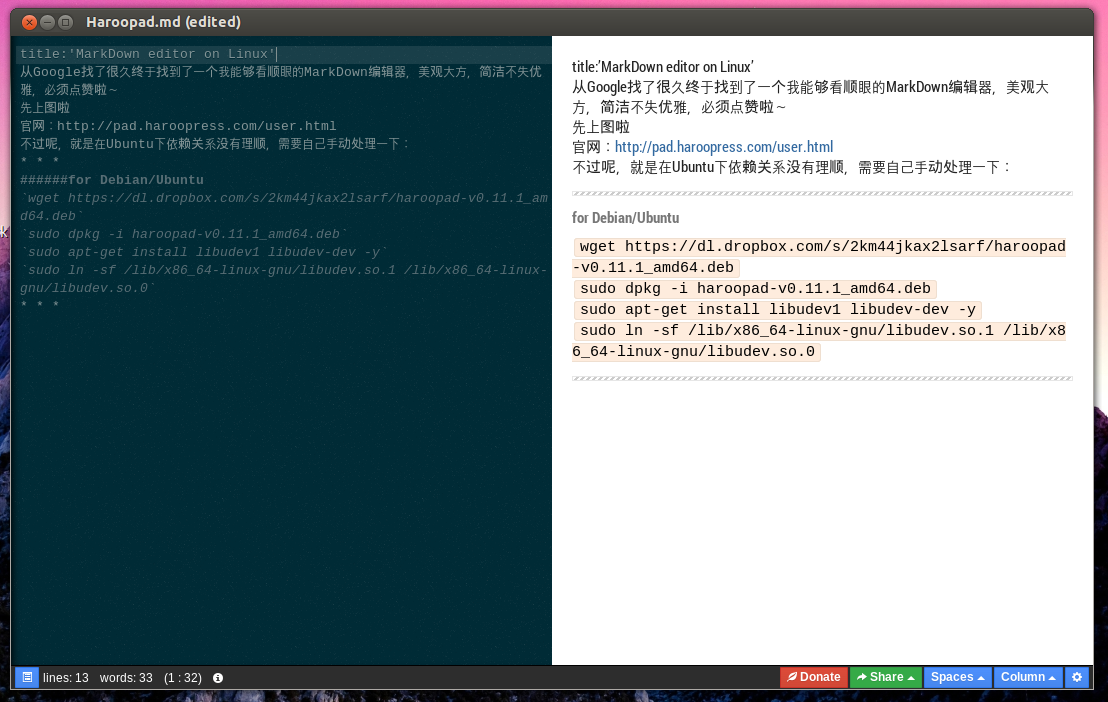 Haroopad.md (edited)
title:'MarkDown editor on Linux'
从Google找了很久终于找到了一个我能够看顺眼的MarkDown编辑器，美观大方，简洁不失优
雅，必须点赞啦～
先上图啦
官网：http://pad.haroopress.com/user.html
不过呢，就是在Ubuntu下依赖关系没有理顺，需要自己手动处理一下：
* * *
######for Debian/Ubuntu
`wget https://dl.dropbox.com/s/2km44jkax2lsarf/haroopad-v0.11.1_am
d64.deb`
`sudo dpkg -i haroopad-v0.11.1_amd64.deb`
`sudo apt-get install libudev1 libudev-dev -y`
`sudo ln -sf /lib/x86_64-linux-gnu/libudev.so.1 /lib/x86_64-linux-
gnu/libudev.so.0`
* * *
title:’MarkDown editor on Linux’
从Google找了很久终于找到了一个我能够看顺眼的MarkDown编辑器，美观大
方，简洁不失优雅，必须点赞啦～
先上图啦
官网：http://pad.haroopress.com/user.html
不过呢，就是在Ubuntu下依赖关系没有理顺，需要自己手动处理一下：
for Debian/Ubuntu
wget https://dl.dropbox.com/s/2km44jkax2lsarf/haroopad
-v0.11.1_amd64.deb
sudo dpkg -i haroopad-v0.11.1_amd64.deb
sudo apt-get install libudev1 libudev-dev -y
sudo ln -sf /lib/x86_64-linux-gnu/libudev.so.1 /lib/x8
6_64-linux-gnu/libudev.so.0
lines: 13 words: 33 (1 : 32)
Donate Share Spaces Column